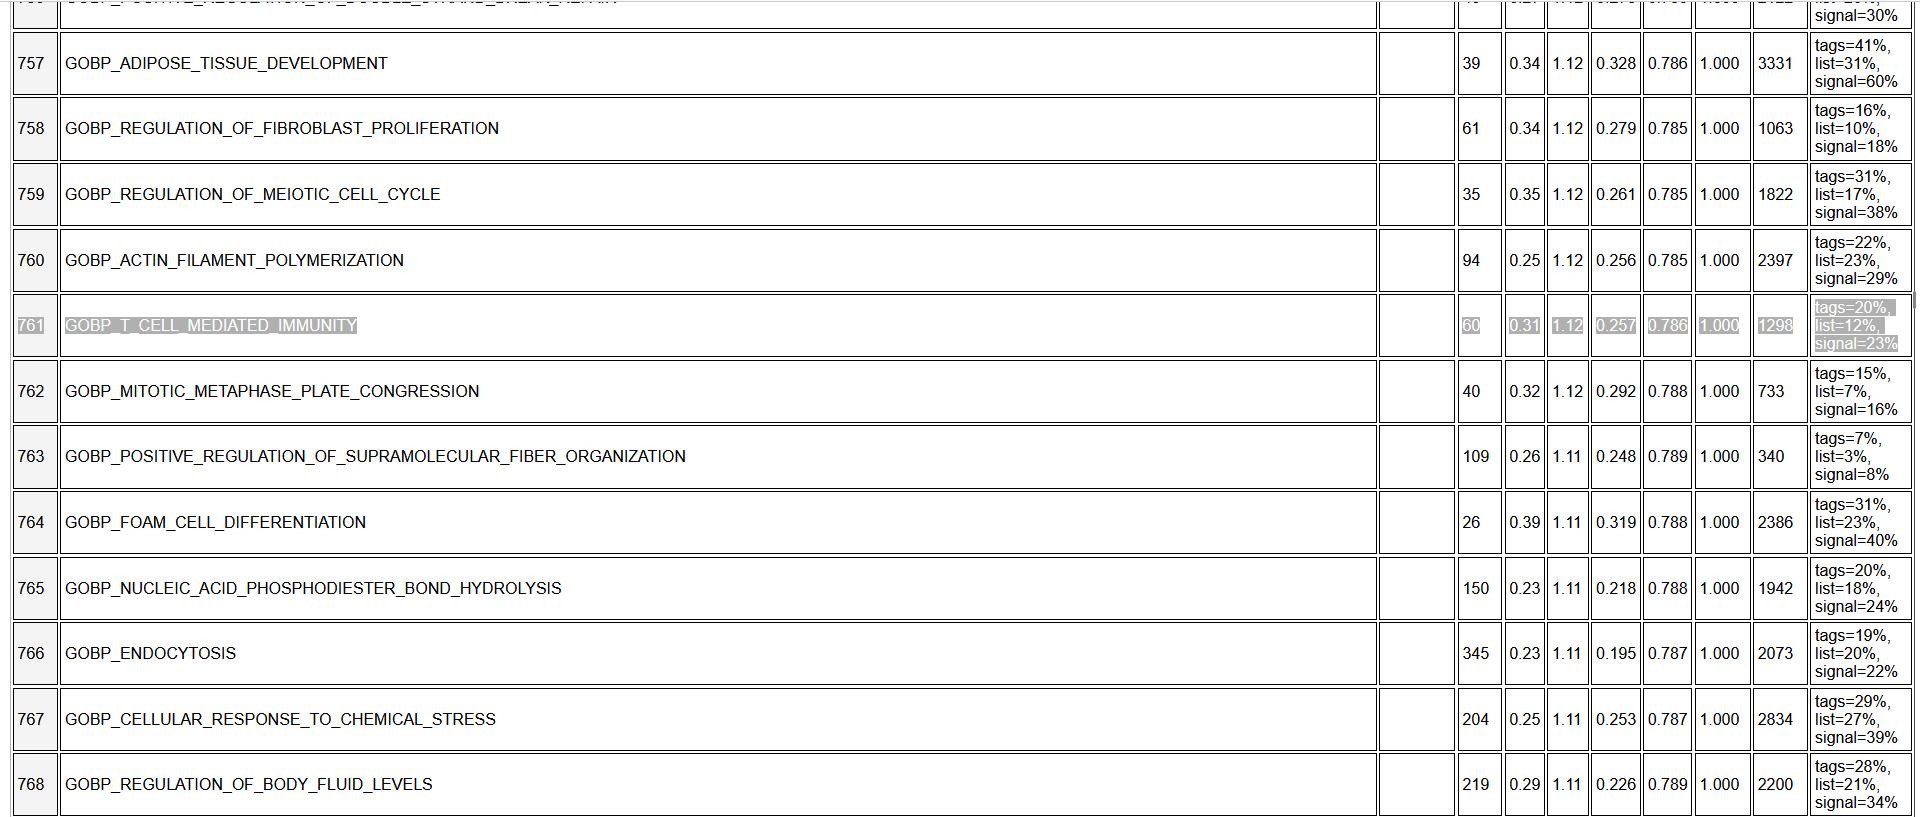 signal=30%
757 GOBP_ADIPOSE_TISSUE_DEVELOPMENT 39 0.34 1.12 0.328 0.786 1.000 3331 tags=41%,
list=31%,
signal=60%
758 GOBP_REGULATION_OF_FIBROBLAST_PROLIFERATION 61 0.34 1.12 0.279 0.785 1.000 1063 tags=16%,
list=10%,
signal=18%
759 GOBP_REGULATION_OF_MEIOTIC_CELL_CYCLE 35 0.35 1.12 0.261 0.785 1.000 1822 tags=31%,
list=17%,
signal=38%
760 GOBP_ACTIN_FILAMENT_POLYMERIZATION 94 0.25 1.12 0.256 0.785 1.000 2397 tags=22%,
list=23%,
signal=29%
761 GOBP_T_CELL_MEDIATED_IMMUNITY 60 0.31 1.12 0.257 0.786 1.000 1298 tags=20%,
list=12%,
signal=23%
762 GOBP_MITOTIC_METAPHASE_PLATE_CONGRESSION 40 0.32 1.12 0.292 0.788 1.000 733 tags=15%,
list=7%,
signal=16%
763 GOBP_POSITIVE_REGULATION_OF_SUPRAMOLECULAR_FIBER_ORGANIZATION 109 0.26 1.11 0.248 0.789 1.000 340 tags=7%,
list=3%,
signal=8%
764 GOBP_FOAM_CELL_DIFFERENTIATION 26 0.39 1.11 0.319 0.788 1.000 2386 tags=31%,
list=23%,
signal=40%
765 GOBP_NUCLEIC_ACID_PHOSPHODIESTER_BOND_HYDROLYSIS 150 0.23 1.11 0.218 0.788 1.000 1942 tags=20%,
list=18%,
signal=24%
766 GOBP_ENDOCYTOSIS 345 0.23 1.11 0.195 0.787 1.000 2073 tags=19%,
list=20%,
signal=22%
767 GOBP_CELLULAR_RESPONSE_TO_CHEMICAL_STRESS 204 0.25 1.11 0.253 0.787 1.000 2834 tags=29%,
list=27%,
signal=39%
768 GOBP_REGULATION_OF_BODY_FLUID_LEVELS 219 0.29 1.11 0.226 0.789 1.000 2200 tags=28%,
list=21%,
signal=34%